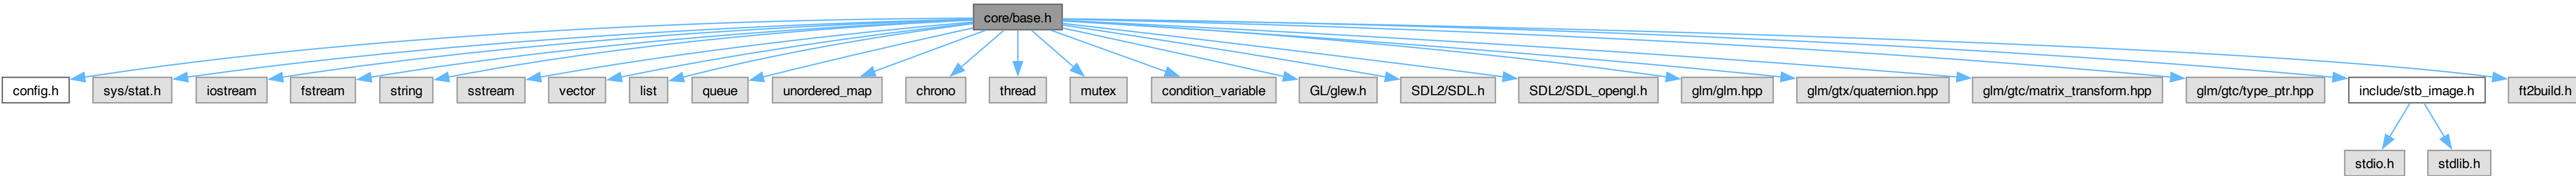 core/base.h
config.h
sys/stat.h
iostream
fstream
string
sstream
vector
list
queue
unordered_map
chrono
thread
mutex
condition_variable
GL/glew.h
SDL2/SDL.h
SDL2/SDL_opengl.h
glm/glm.hpp
glm/gtx/quaternion.hpp
glm/gtc/matrix_transform.hpp
glm/gtc/type_ptr.hpp
include/stb_image.h
ft2build.h
stdio.h
stdlib.h